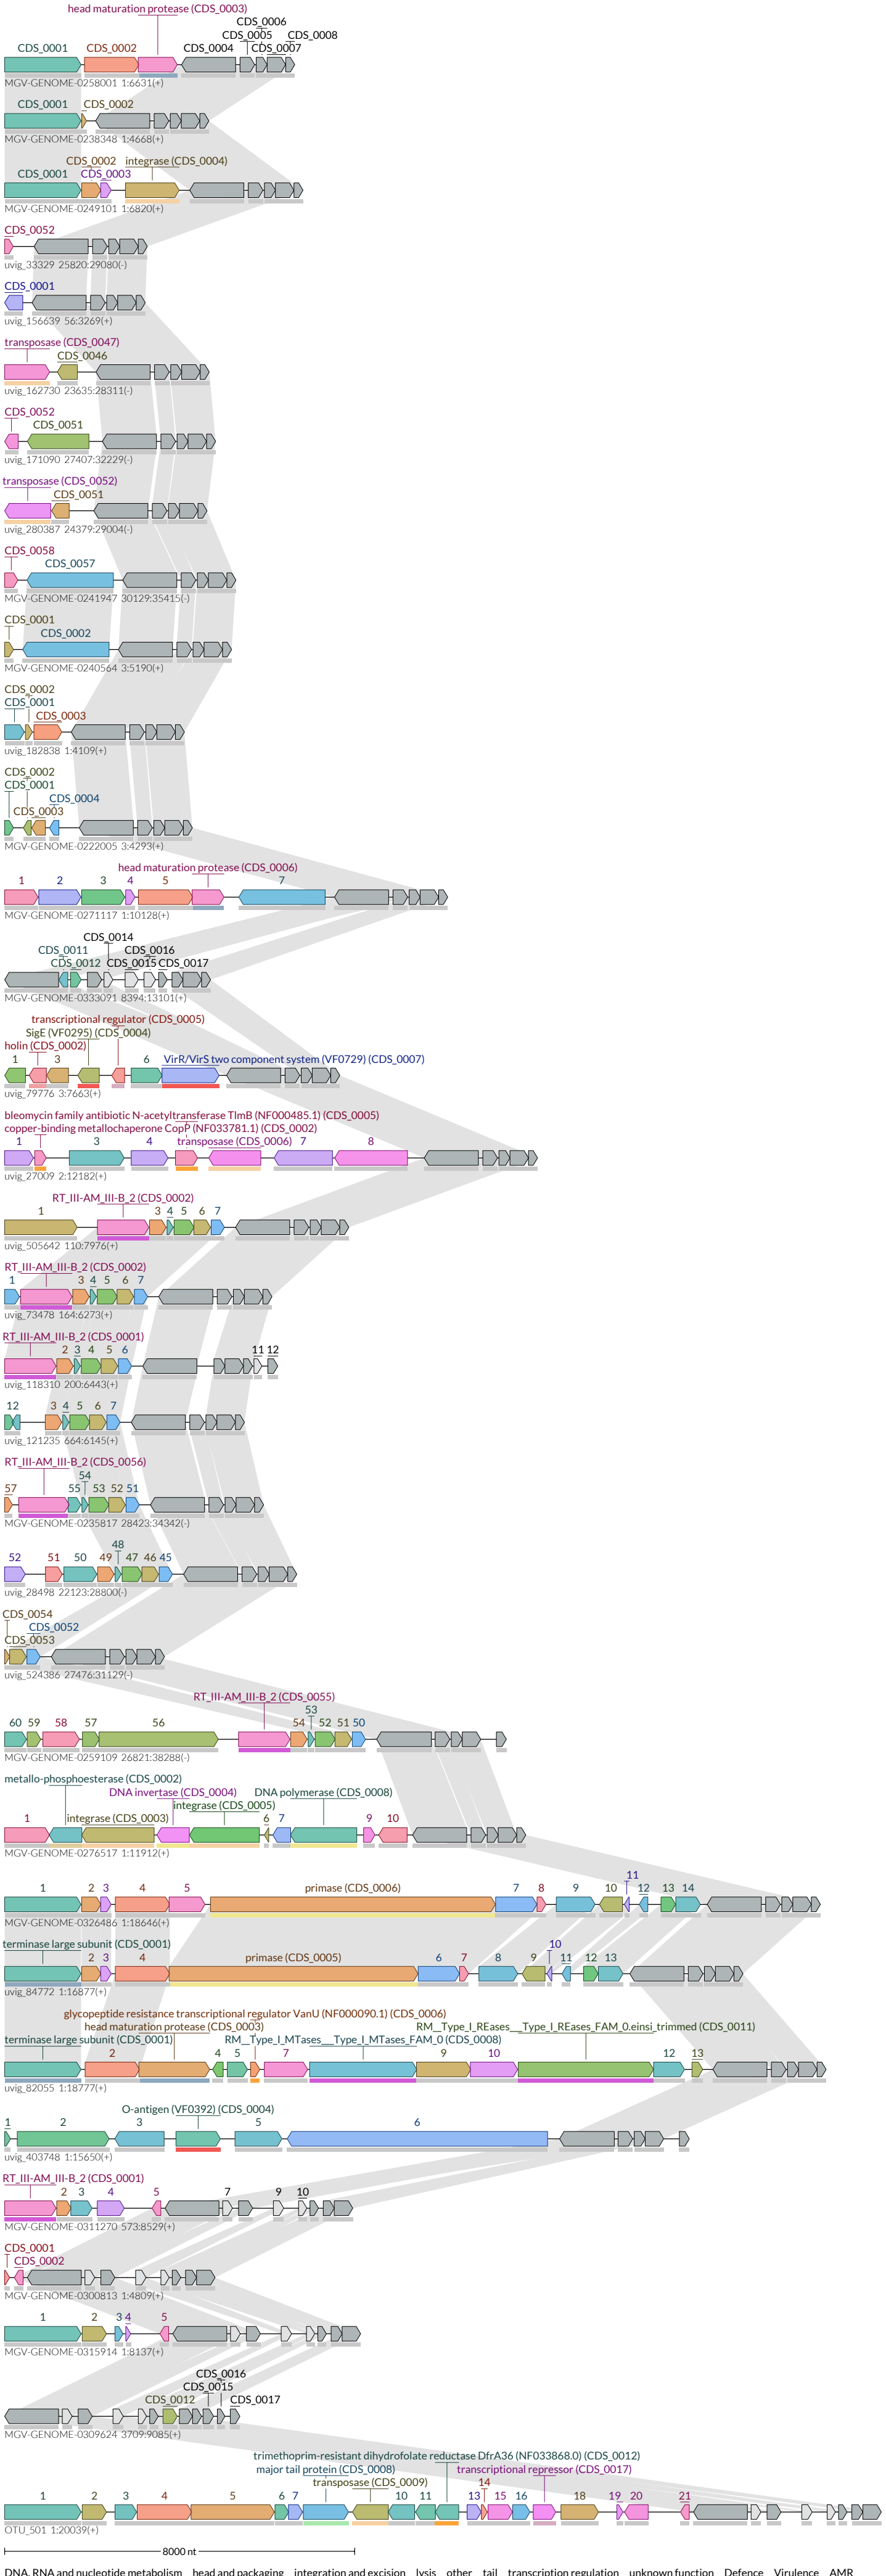 head maturation protease (CDS_0003)
CDS_0006
CDS_0005 CDS_0008
CDS_0001 CDS_0002 CDS_0004 CDS_0007
MGV-GENOME-0258001 1:6631(+)
CDS_0001 CDS_0002
MGV-GENOME-0238348 1:4668(+)
CDS_0002 integrase (CDS_0004)
CDS_0001 CDS_0003
MGV-GENOME-0249101 1:6820(+)
CDS_0052
uvig_33329 25820:29080(-)
CDS_0001
uvig_156639 56:3269(+)
transposase (CDS_0047)
CDS_0046
uvig_162730 23635:28311(-)
CDS_0052
CDS_0051
uvig_171090 27407:32229(-)
transposase (CDS_0052)
CDS_0051
uvig_280387 24379:29004(-)
CDS_0058
CDS_0057
MGV-GENOME-0241947 30129:35415(-)
CDS_0001
CDS_0002
MGV-GENOME-0240564 3:5190(+)
CDS_0002
CDS_0001
CDS_0003
uvig_182838 1:4109(+)
CDS_0002
CDS_0001
CDS_0004
CDS_0003
MGV-GENOME-0222005 3:4293(+)
head maturation protease (CDS_0006)
1 2 3 4 5 7
MGV-GENOME-0271117 1:10128(+)
CDS_0014
CDS_0011 CDS_0016
CDS_0012 CDS_0015 CDS_0017
MGV-GENOME-0333091 8394:13101(+)
transcriptional regulator (CDS_0005)
SigE (VF0295) (CDS_0004)
holin (CDS_0002)
1 3 6 VirR/VirS two component system (VF0729) (CDS_0007)
uvig_79776 3:7663(+)
bleomycin family antibiotic N-acetyltransferase TlmB (NF000485.1) (CDS_0005)
copper-binding metallochaperone CopP (NF033781.1) (CDS_0002)
1 3 4 transposase (CDS_0006) 7 8
uvig_27009 2:12182(+)
RT_III-AM_III-B_2 (CDS_0002)
1 3 4 5 6 7
uvig_505642 110:7976(+)
RT_III-AM_III-B_2 (CDS_0002)
1 3 4 5 6 7
uvig_73478 164:6273(+)
RT_III-AM_III-B_2 (CDS_0001)
2 3 4 5 6 11 12
uvig_118310 200:6443(+)
12 3 4 5 6 7
uvig_121235 664:6145(+)
RT_III-AM_III-B_2 (CDS_0056)
54
57 55 53 52 51
MGV-GENOME-0235817 28423:34342(-)
48
52 51 50 49 47 46 45
uvig_28498 22123:28800(-)
CDS_0054
CDS_0052
CDS_0053
uvig_524386 27476:31129(-)
RT_III-AM_III-B_2 (CDS_0055)
53
60 59 58 57 56 54 52 51 50
MGV-GENOME-0259109 26821:38288(-)
metallo-phosphoesterase (CDS_0002)
DNA invertase (CDS_0004) DNA polymerase (CDS_0008)
integrase (CDS_0005)
1 integrase (CDS_0003) 6 7 9 10
MGV-GENOME-0276517 1:11912(+)
11
1 2 3 4 5 primase (CDS_0006) 7 8 9 10 12 13 14
MGV-GENOME-0326486 1:18646(+)
terminase large subunit (CDS_0001) 10
2 3 4 primase (CDS_0005) 6 7 8 9 11 12 13
uvig_84772 1:16877(+)
glycopeptide resistance transcriptional regulator VanU (NF000090.1) (CDS_0006)
head maturation protease (CDS_0003) RM__Type_I_REases___Type_I_REases_FAM_0.einsi_trimmed (CDS_0011)
terminase large subunit (CDS_0001) RM__Type_I_MTases___Type_I_MTases_FAM_0 (CDS_0008)
2 4 5 7 9 10 12 13
uvig_82055 1:18777(+)
O-antigen (VF0392) (CDS_0004)
1 2 3 5 6
uvig_403748 1:15650(+)
RT_III-AM_III-B_2 (CDS_0001)
2 3 4 5 7 9 10
MGV-GENOME-0311270 573:8529(+)
CDS_0001
CDS_0002
MGV-GENOME-0300813 1:4809(+)
1 2 3 4 5
MGV-GENOME-0315914 1:8137(+)
CDS_0016
CDS_0015
CDS_0012 CDS_0017
MGV-GENOME-0309624 3709:9085(+)
trimethoprim-resistant dihydrofolate reductase DfrA36 (NF033868.0) (CDS_0012)
major tail protein (CDS_0008) transcriptional repressor (CDS_0017)
transposase (CDS_0009) 14
1 2 3 4 5 6 7 10 11 13 15 16 18 19 20 21
OTU_501 1:20039(+)
8000 nt
DNA, RNA and nucleotide metabolism head and packaging integration and excision lysis other tail transcription regulation unknown function Defence Virulence AMR